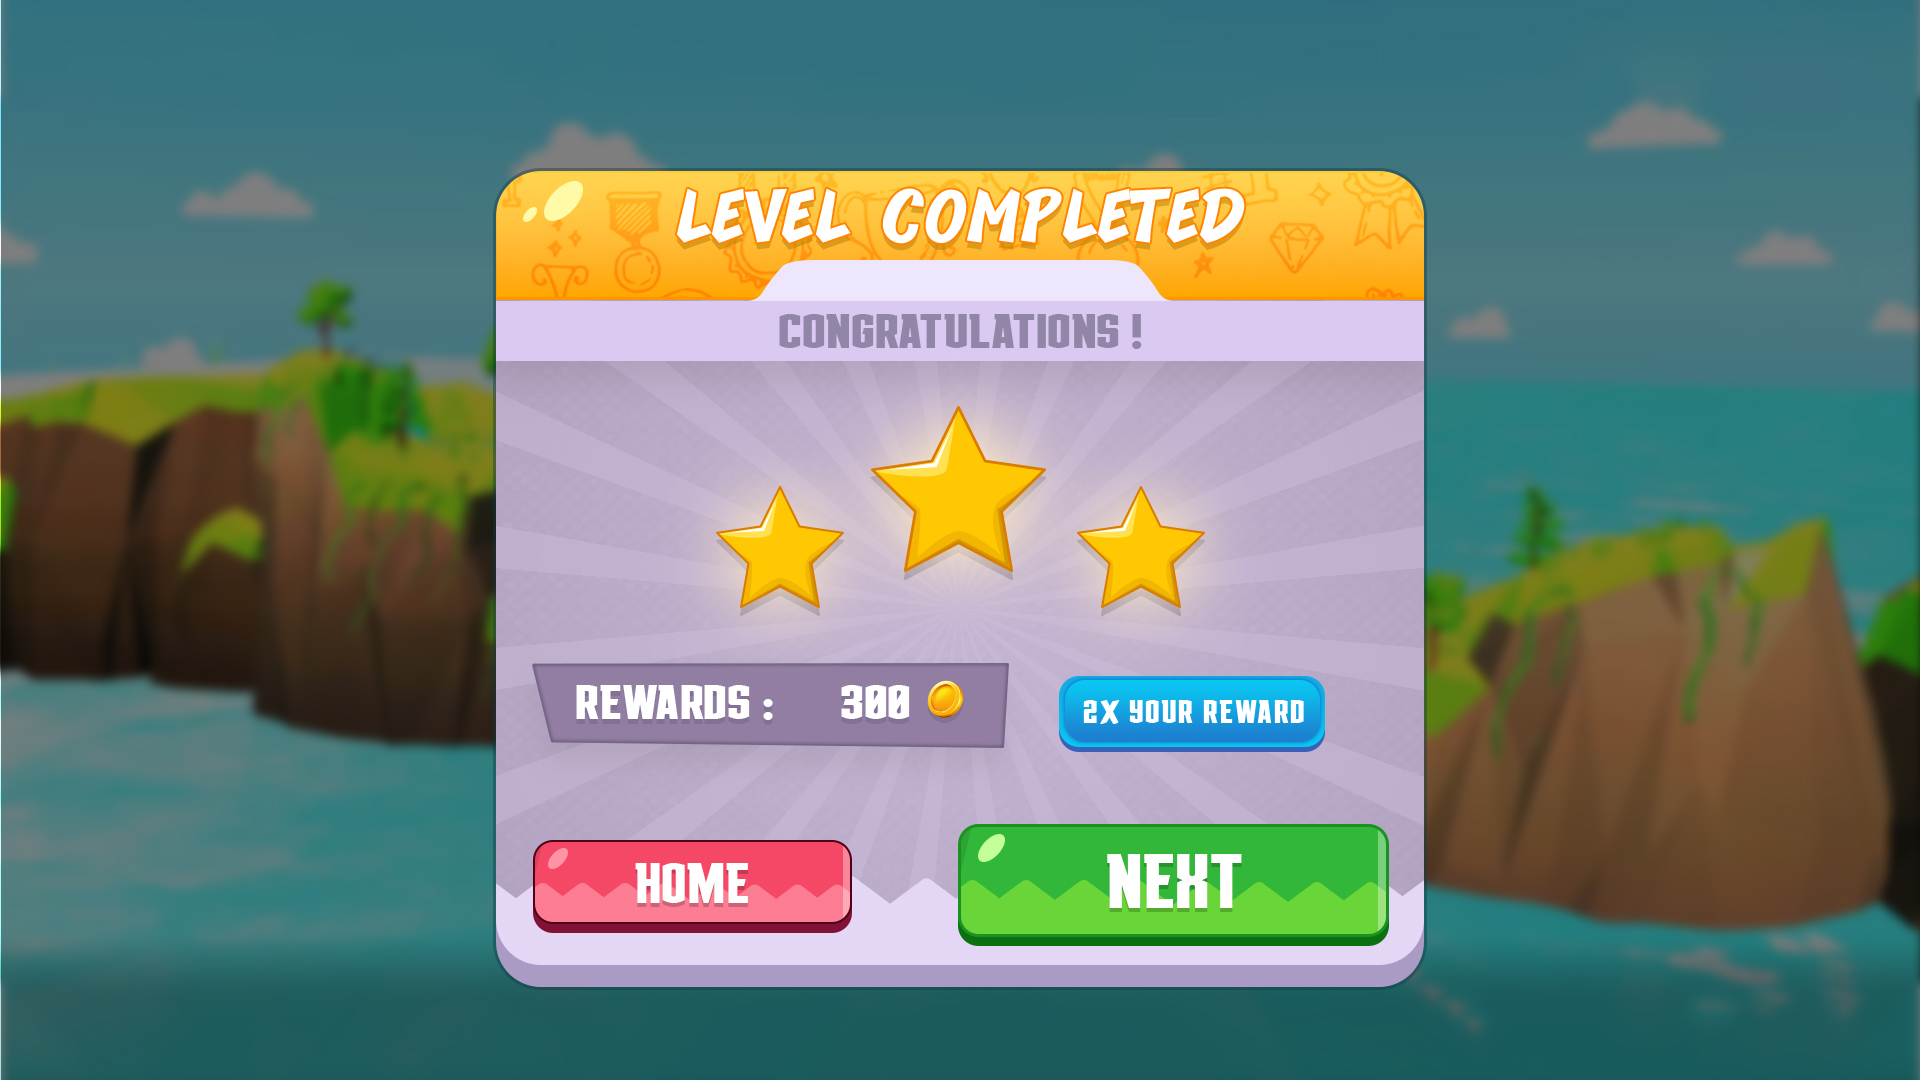 LEVEL COMPLETED
CONGRATULATIONS !
REWARDS : 300
2X YOUR REWARD
HOME
NEXT